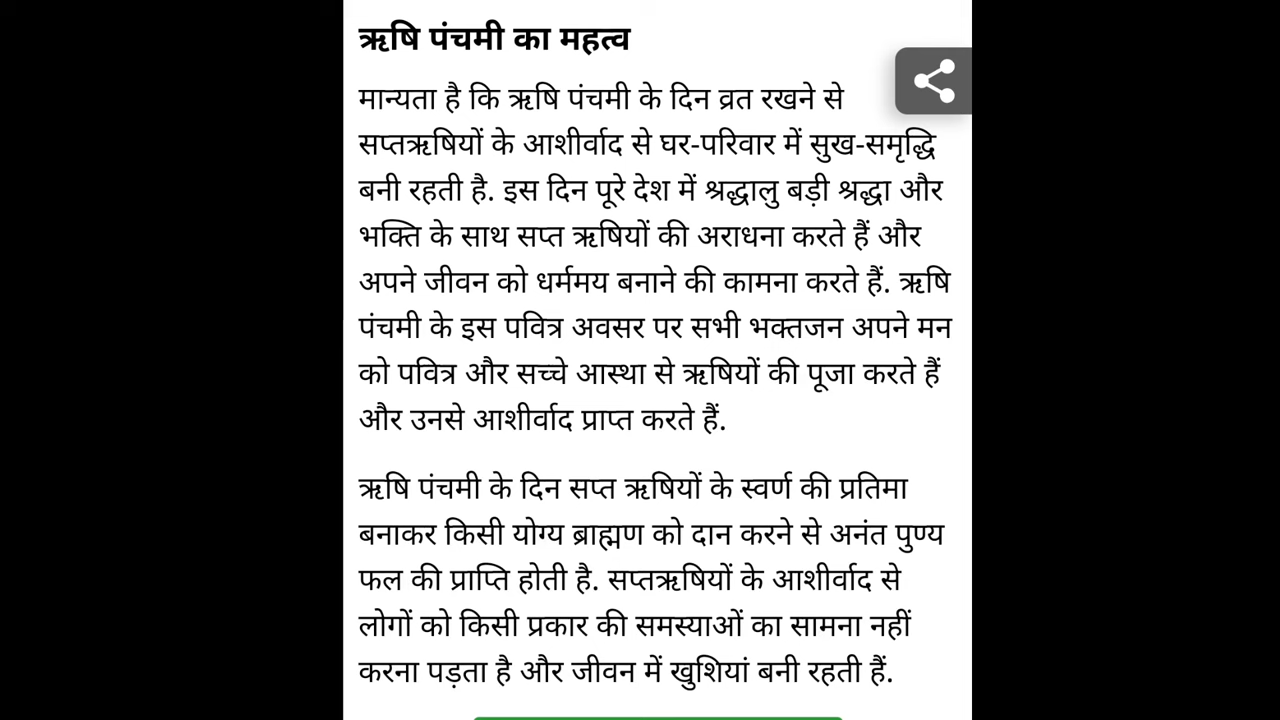 ऋषि पंचमी का महत्व
मान्यता है कि ऋषि पंचमी के दिन व्रत रखने से
सप्तऋषियों के आशीर्वाद से घर-परिवार में सुख-समृद्धि
बनी रहती है. इस दिन पूरे देश में श्रद्धालु बड़ी श्रद्धा और
भक्ति के साथ सप्त ऋषियों की अराधना करते हैं और
अपने जीवन को धर्ममय बनाने की कामना करते हैं. ऋषि
पंचमी के इस पवित्र अवसर पर सभी भक्तजन अपने मन
को पवित्र और सच्चे आस्था से ऋषियों की पूजा करते हैं
और उनसे आशीर्वाद प्राप्त करते हैं.
ऋषि पंचमी के दिन सप्त ऋषियों के स्वर्ण की प्रतिमा
बनाकर किसी योग्य ब्राह्मण को दान करने से अनंत पुण्य
फल की प्राप्ति होती है. सप्तऋषियों के आशीर्वाद से
लोगों को किसी प्रकार की समस्याओं का सामना नहीं
करना पड़ता है और जीवन में खुशियां बनी रहती हैं.